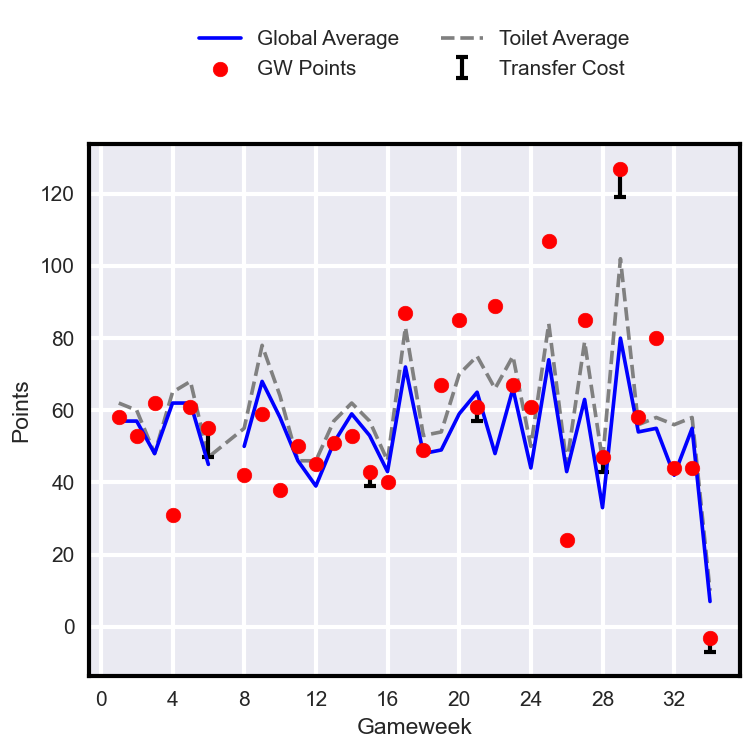 Global Average
Toilet Average
GW Points
Transfer Cost
120
100
80
60
40
20
0
Points
0 4 8 12 16 20 24 28 32
Gameweek